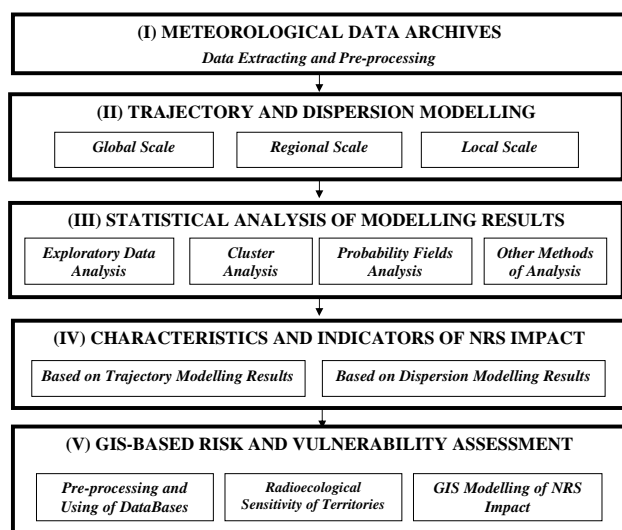 (I) METEOROLOGICAL DATA ARCHIVES
Data Extracting and Pre-processing
(II) TRAJECTORY AND DISPERSION MODELLING
Global Scale
Regional Scale
Local Scale
(III) STATISTICAL ANALYSIS OF MODELLING RESULTS
Exploratory Data
Analysis
Cluster
Analysis
Probability Fields
Analysis
Other Methods
of Analysis
(IV) CHARACTERISTICS AND INDICATORS OF NRS IMPACT
Based on Trajectory Modelling Results
Based on Dispersion Modelling Results
(V) GIS-BASED RISK AND VULNERABILITY ASSESSMENT
Pre-processing and
Using of DataBases
Radioecological
Sensitivity of Territories
GIS Modelling of NRS
Impact